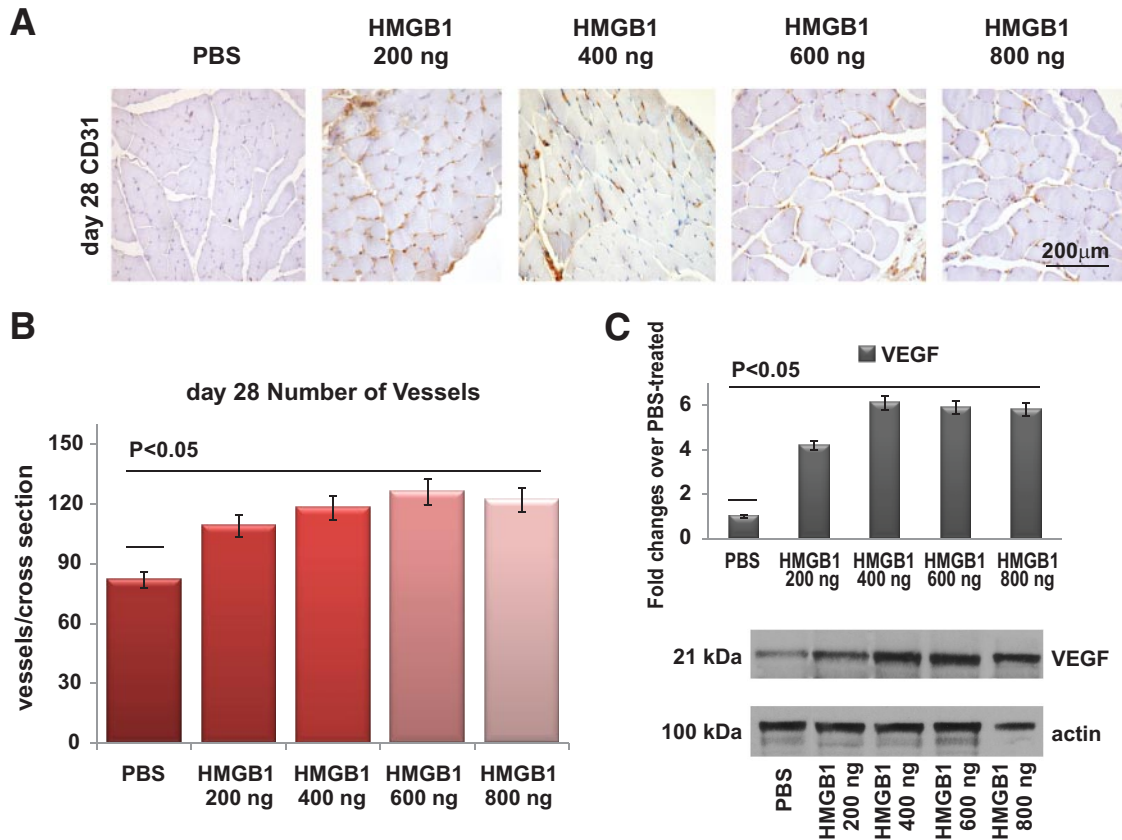 A
PBS
HMGB1
200 ng
HMGB1
400 ng
HMGB1
600 ng
HMGB1
800 ng
day 28 CD31
200μm
B
day 28 Number of Vessels
P<0.05
vessels/cross section
150
120
90
60
30
0
PBS
HMGB1
200 ng
HMGB1
400 ng
HMGB1
600 ng
HMGB1
800 ng
C
VEGF
P<0.05
Fold changes over PBS-treated
6
4
2
0
PBS
HMGB1
200 ng
HMGB1
400 ng
HMGB1
600 ng
HMGB1
800 ng
21 kDa
VEGF
100 kDa
actin
PBS
HMGB1
200 ng
HMGB1
400 ng
HMGB1
600 ng
HMGB1
800 ng